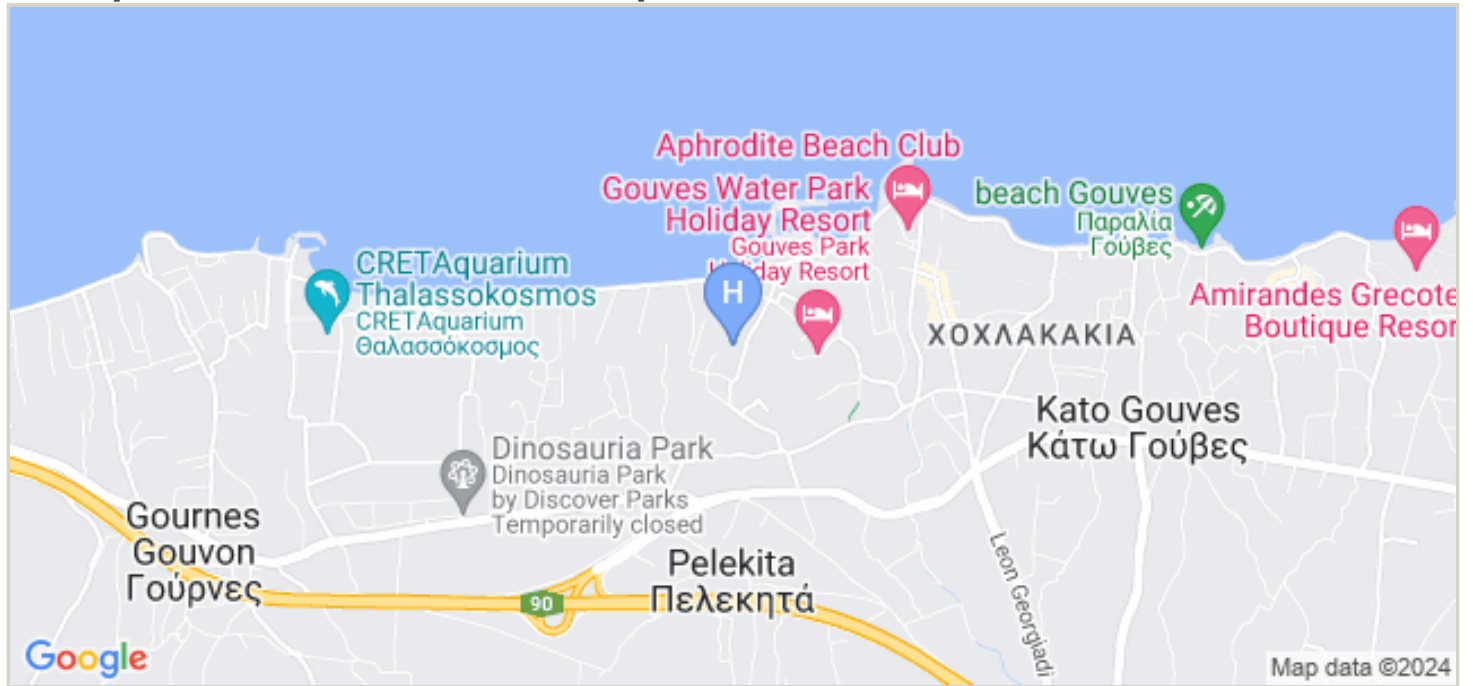 Aphrodite Beach Club
Gouves Water Park
Holiday Resort
Gouves Park
Holiday Resort
beach Gouves
Παραλία
Γούβες
CRETAquarium
Thalassokosmos
CRETAquarium
Θαλασσόκοσμος
H
Amirandes Grecote
Boutique Resor
ΧΟΧΛΑΚΑΚΙΑ
Kato Gouves
Κάτω Γούβες
Dinosauria Park
Dinosauria Park
by Discover Parks
Temporarily closed
Gournes
Gouvon
Γούρνες
Pelekita
Πελεκητά
90
Leon Georgiadi
Google
Map data ©2024